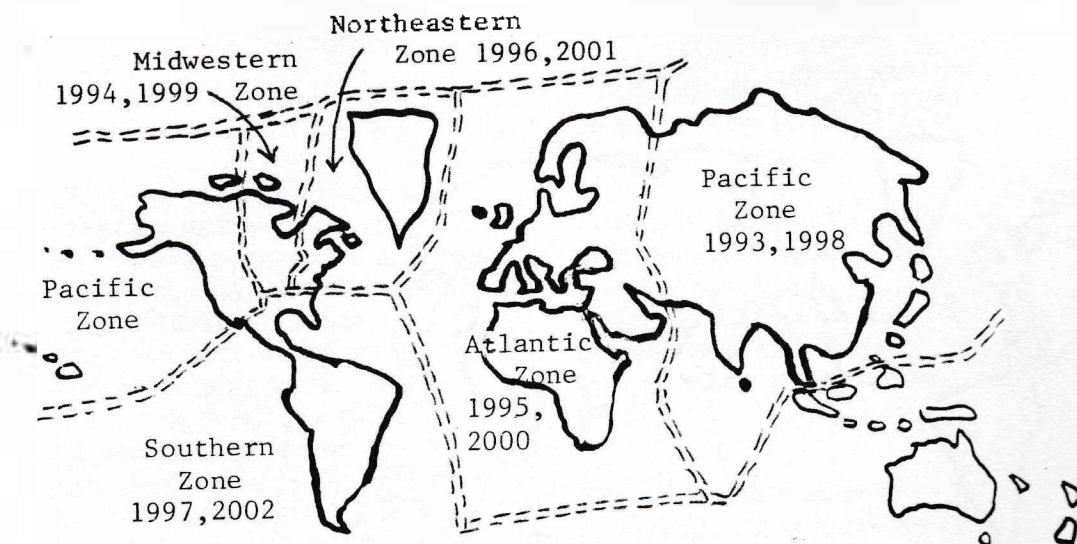 Northeastern
Zone 1996,2001
Midwestern
1994,1999 Zone
Pacific
Zone
1993,1998
Pacific
Zone
Atlantic
Zone
1995,
2000
Southern
Zone
1997,2002